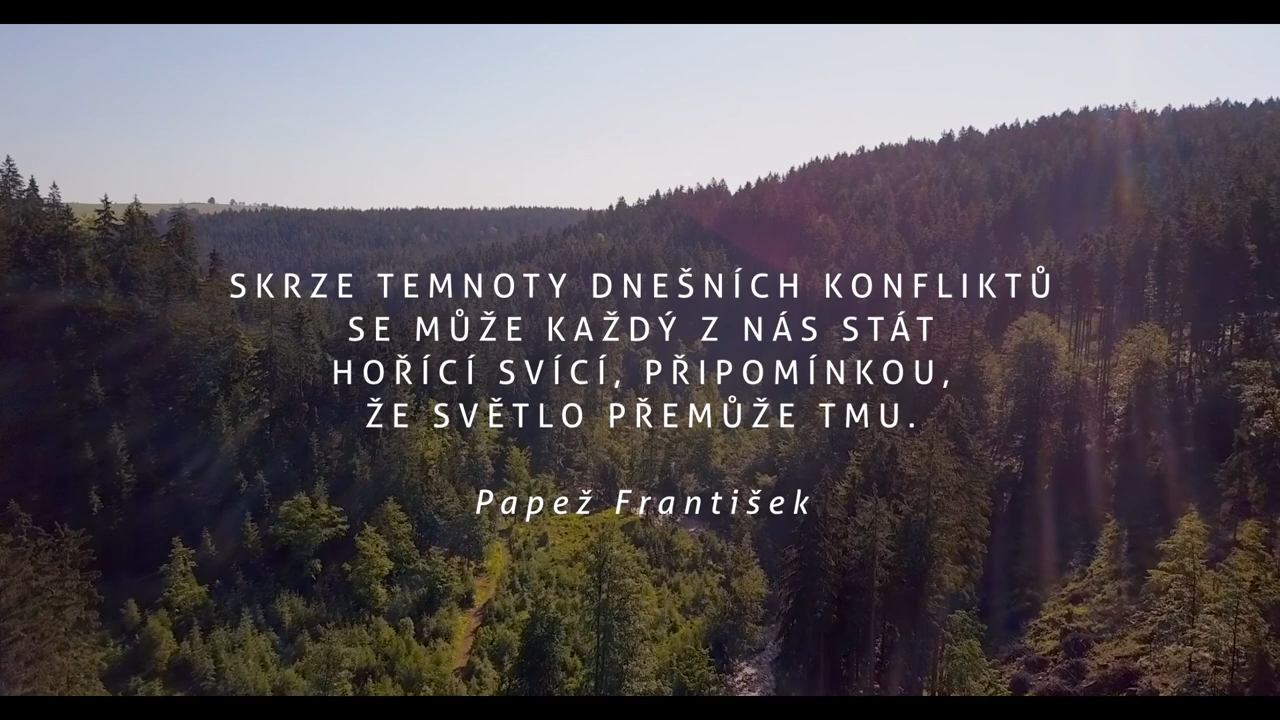 SKRZE TEMNOTY DNEŠNÍCH KONFLIKTŮ
SE MŮŽE KAŽDÝ Z NÁS STÁT
HOŘÍCÍ SVÍCÍ, PŘIPOMÍNKOU,
ŽE SVĚTLO PŘEMŮŽE TMU.
Papež František